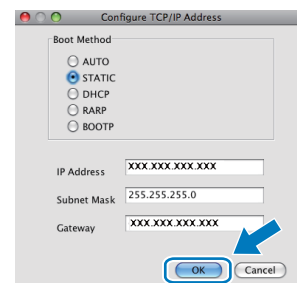 Configure TCP/IP Address
Boot Method
AUTO
STATIC
DHCP
RARP
BOOTP
IP Address XXX.XXX.XXX.XXX
Subnet Mask 255.255.255.0
Gateway XXX.XXX.XXX.XXX
OK Cancel